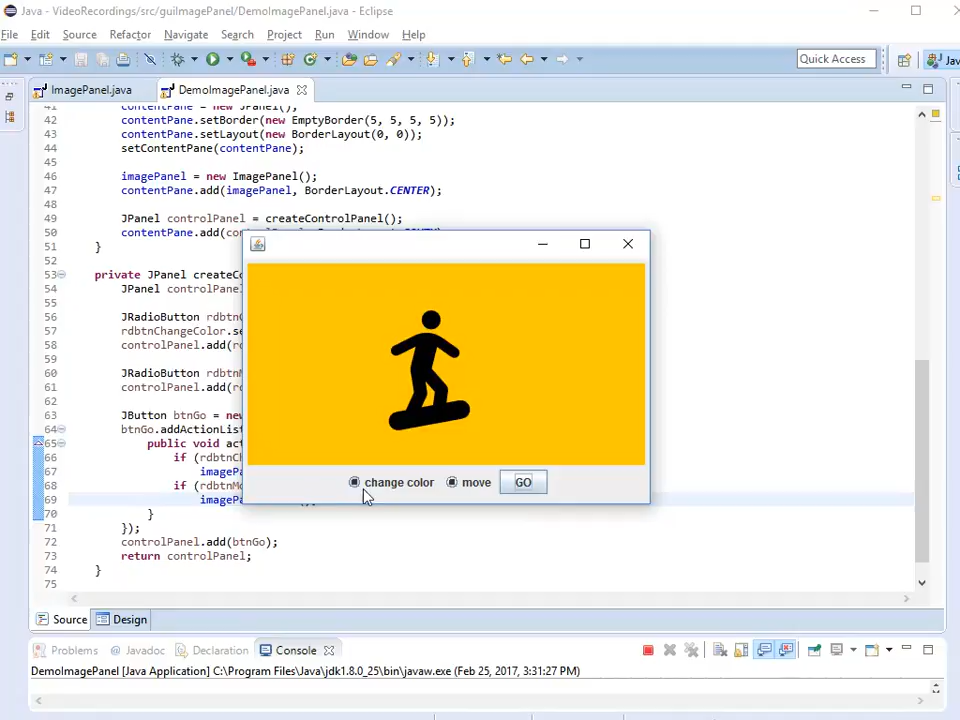 Java - VideoRecordings/src/guiImagePanel/DemoImagePanel.java - Eclipse
File Edit Source Refactor Navigate Search Project Run Window Help
Quick Access
ImagePanel.java DemoImagePanel.java
41 contentPane = new JPanel();
42 contentPane.setBorder(new EmptyBorder(5, 5, 5, 5));
43 contentPane.setLayout(new BorderLayout(0, 0));
44 setContentPane(contentPane);
45
46 imagePanel = new ImagePanel();
47 contentPane.add(imagePanel, BorderLayout.CENTER);
48
49 JPanel controlPanel = createControlPanel();
50 contentPane.add(
51 }
52
53 private JPanel createCo
54 JPanel controlPanel
55
56 JRadioButton rdbtnC
57 rdbtnChangeColor.se
58 controlPanel.add(rd
59
60 JRadioButton rdbtnM
61 controlPanel.add(rd
62
63 JButton btnGo = new
64 btnGo.addActionList
65 public void act
66 if (rdbtnCh
67 imagePa
68 if (rdbtnMo
69 imagePa
70 }
71 });
72 controlPanel.add(btnGo);
73 return controlPanel;
74 }
75
change color move GO
Source Design
Problems @ Javadoc Declaration Console
DemoImagePanel [Java Application] C:\Program Files\Java\jdk1.8.0_25\bin\javaw.exe (Feb 25, 2017, 3:31:27 PM)